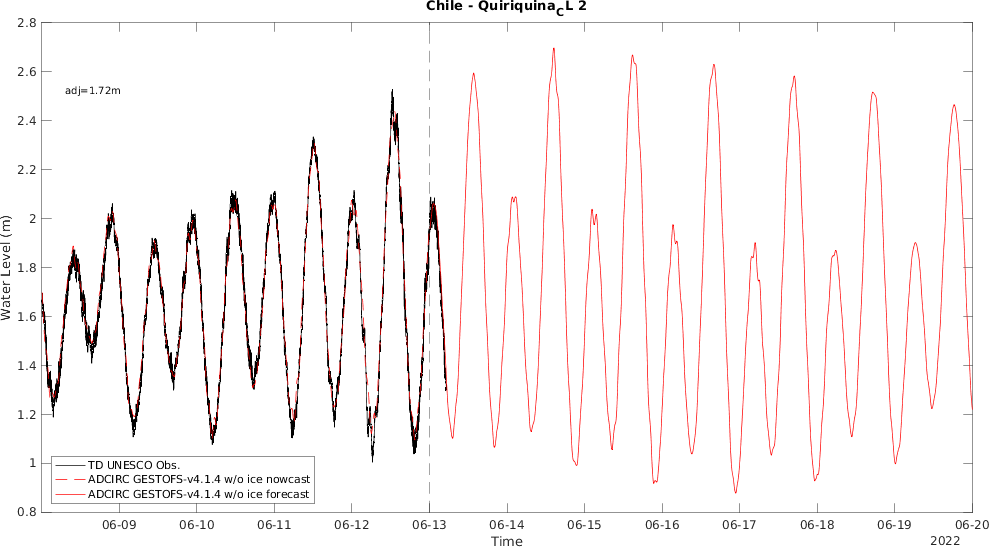 Chile - Quiriquina_CL 2
2.8
2.6
2.4
2.2
2
1.8
1.6
1.4
1.2
1
0.8
Water Level (m)
adj=1.72m
TD UNESCO Obs.
ADCIRC GESTOFS-v4.1.4 w/o ice nowcast
ADCIRC GESTOFS-v4.1.4 w/o ice forecast
06-09 06-10 06-11 06-12 06-13 06-14 06-15 06-16 06-17 06-18 06-19 06-20
Time
2022